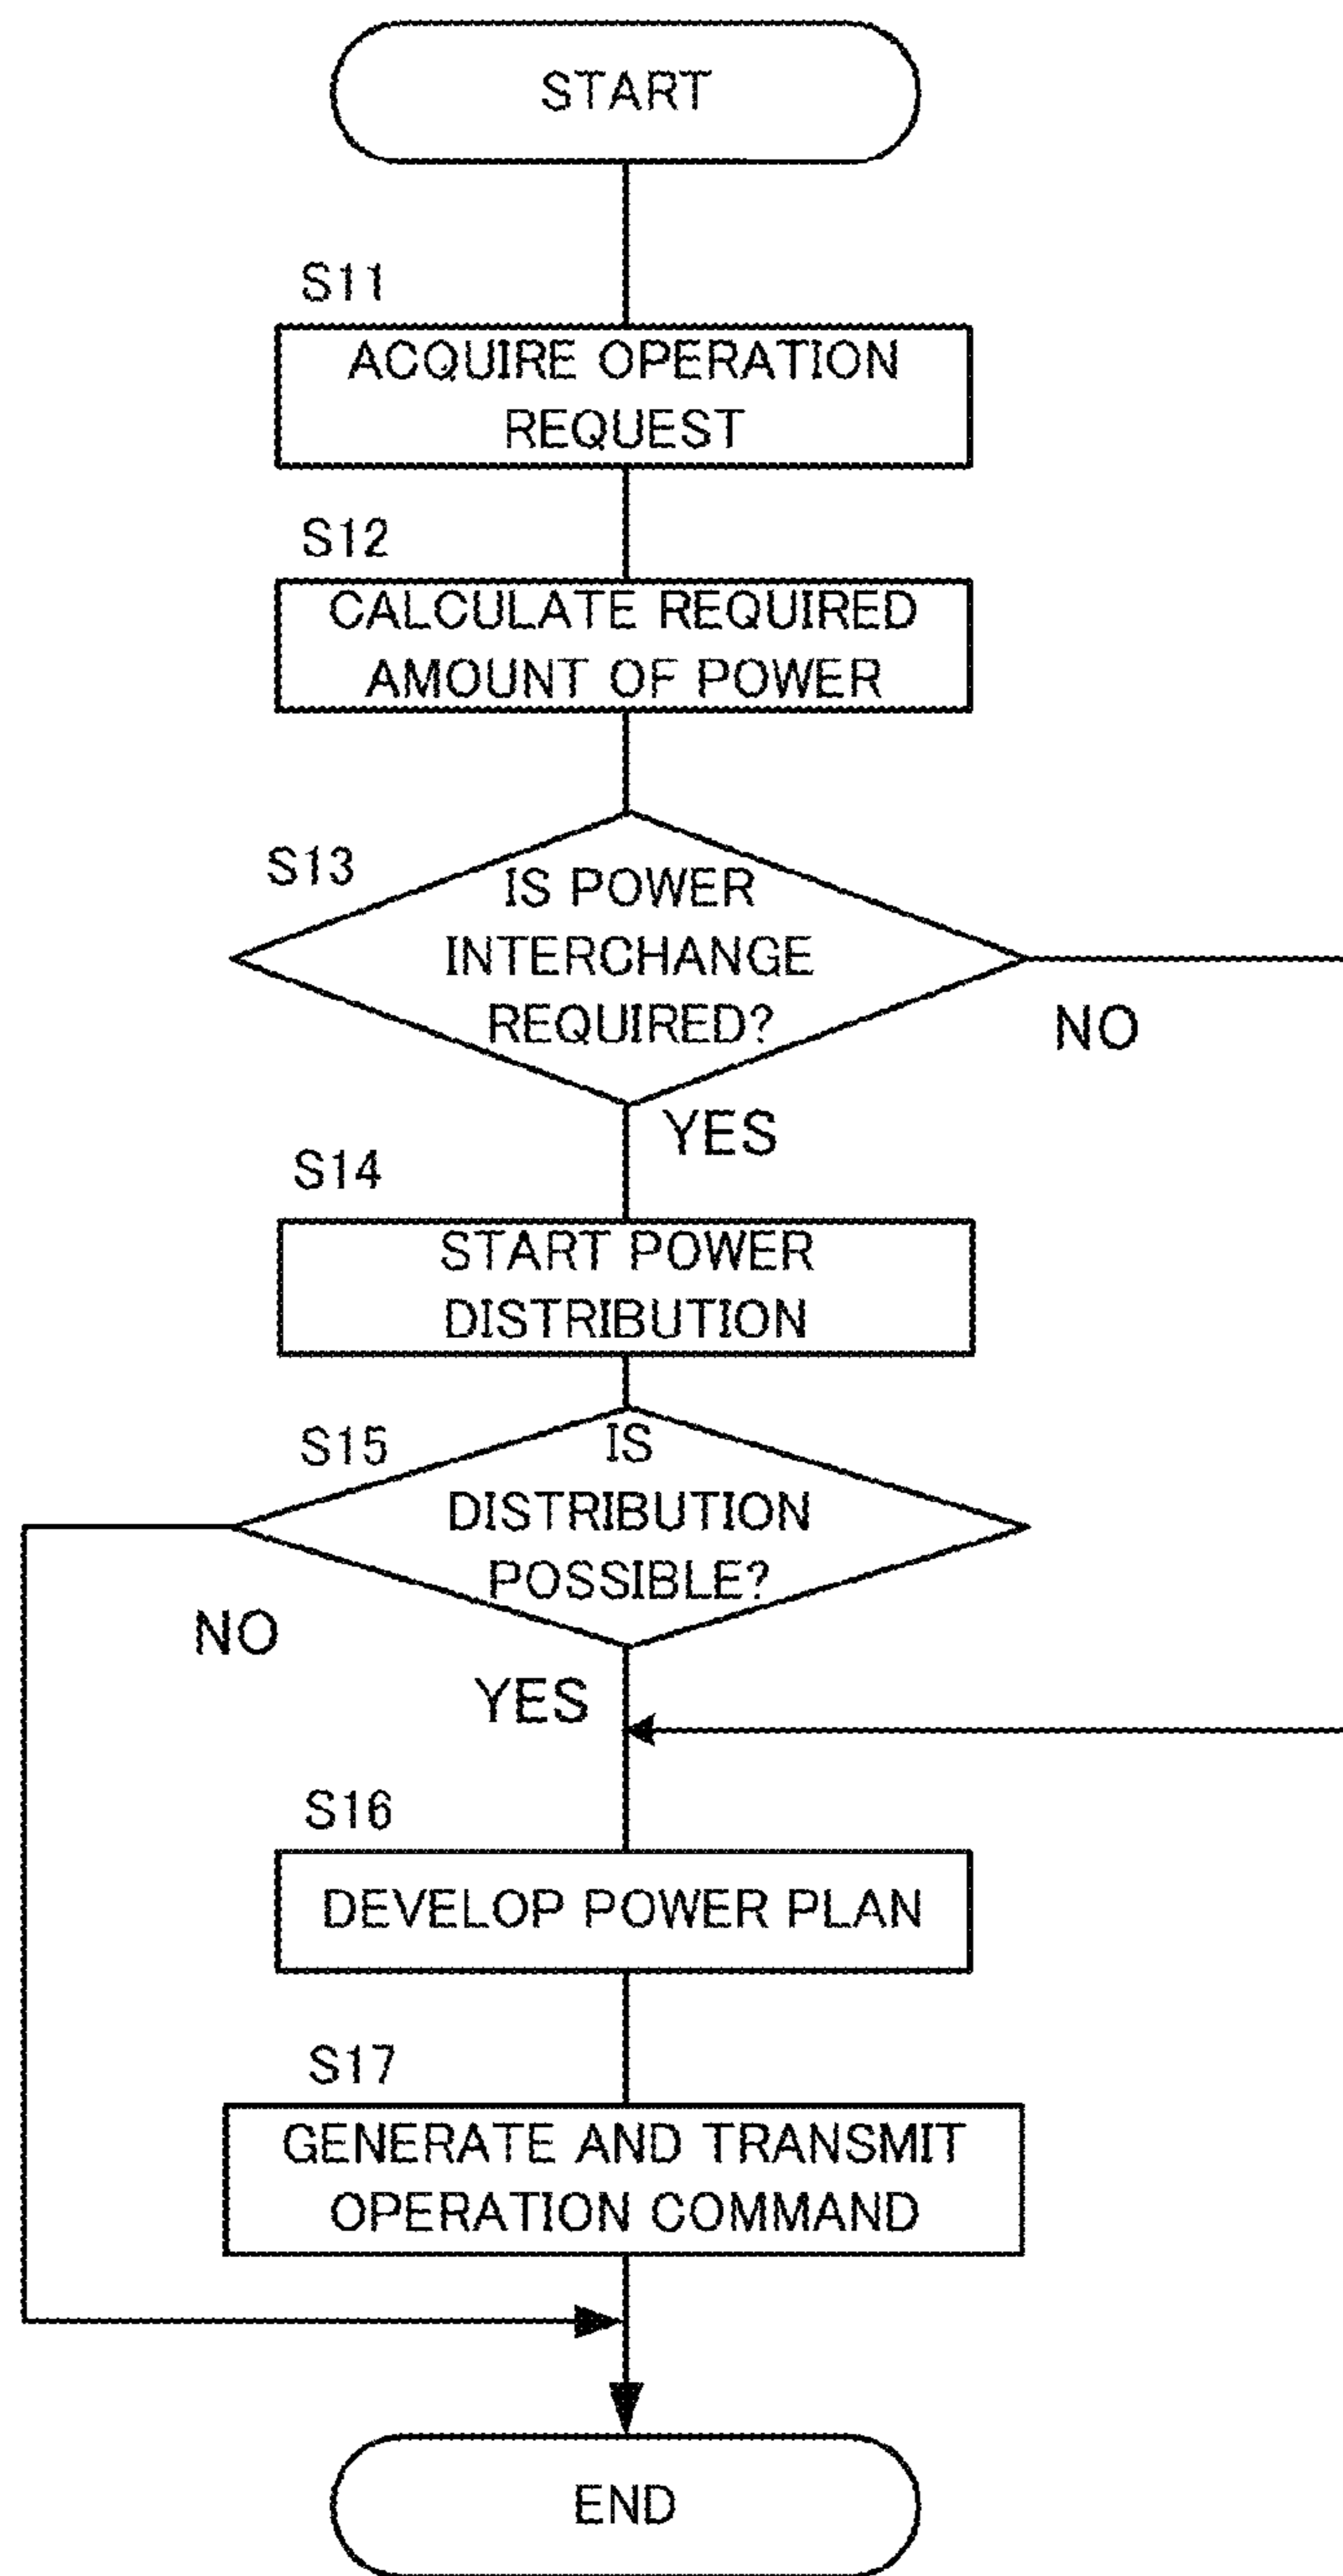 START
S11
ACQUIRE OPERATION
REQUEST
S12
CALCULATE REQUIRED
AMOUNT OF POWER
S13
IS POWER
INTERCHANGE
REQUIRED?
NO
YES
S14
START POWER
DISTRIBUTION
S15
IS
DISTRIBUTION
POSSIBLE?
NO
YES
S16
DEVELOP POWER PLAN
S17
GENERATE AND TRANSMIT
OPERATION COMMAND
END